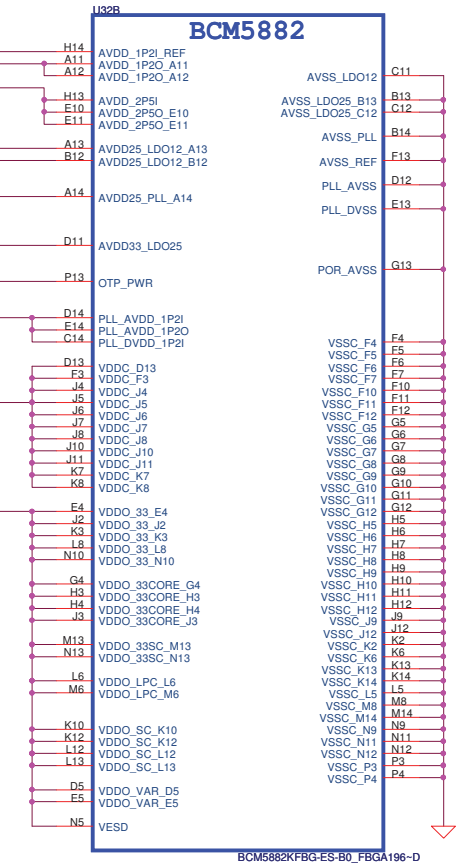 U32B
BCM5882
H14 AVDD_1P2I_REF
A11 AVDD_1P2O_A11
A12 AVDD_1P2O_A12
H13 AVDD_2P5I
E10 AVDD_2P5O_E10
E11 AVDD_2P5O_E11
A13 AVDD25_LDO12_A13
B12 AVDD25_LDO12_B12
A14 AVDD25_PLL_A14
D11 AVDD33_LDO25
P13 OTP_PWR
D14 PLL_AVDD_1P2I
E14 PLL_AVDD_1P2O
C14 PLL_DVDD_1P2I
D13 VDDC_D13
F3 VDDC_F3
J4 VDDC_J4
J5 VDDC_J5
J6 VDDC_J6
J7 VDDC_J7
J8 VDDC_J8
J10 VDDC_J10
J11 VDDC_J11
K7 VDDC_K7
K8 VDDC_K8
E4 VDDO_33_E4
J2 VDDO_33_J2
K3 VDDO_33_K3
L8 VDDO_33_L8
N10 VDDO_33_N10
G4 VDDO_33CORE_G4
H3 VDDO_33CORE_H3
H4 VDDO_33CORE_H4
J3 VDDO_33CORE_J3
M13 VDDO_33SC_M13
N13 VDDO_33SC_N13
L6 VDDO_LPC_L6
M6 VDDO_LPC_M6
K10 VDDO_SC_K10
K12 VDDO_SC_K12
L12 VDDO_SC_L12
L13 VDDO_SC_L13
D5 VDDO_VAR_D5
E5 VDDO_VAR_E5
N5 VESD
AVSS_LDO12 C11
AVSS_LDO25_B13 B13
AVSS_LDO25_C12 C12
AVSS_PLL B14
AVSS_REF F13
PLL_AVSS D12
PLL_DVSS E13
POR_AVSS G13
VSSC_F4 F4
VSSC_F5 F5
VSSC_F6 F6
VSSC_F7 F7
VSSC_F10 F10
VSSC_F11 F11
VSSC_F12 F12
VSSC_G5 G5
VSSC_G6 G6
VSSC_G7 G7
VSSC_G8 G8
VSSC_G9 G9
VSSC_G10 G10
VSSC_G11 G11
VSSC_G12 G12
VSSC_H5 H5
VSSC_H6 H6
VSSC_H7 H7
VSSC_H8 H8
VSSC_H9 H9
VSSC_H10 H10
VSSC_H11 H11
VSSC_H12 H12
VSSC_J9 J9
VSSC_J12 J12
VSSC_K2 K2
VSSC_K6 K6
VSSC_K13 K13
VSSC_K14 K14
VSSC_L5 L5
VSSC_M8 M8
VSSC_M14 M14
VSSC_N9 N9
VSSC_N11 N11
VSSC_N12 N12
VSSC_P3 P3
VSSC_P4 P4
BCM5882KFBG-ES-B0_FBGA196~D